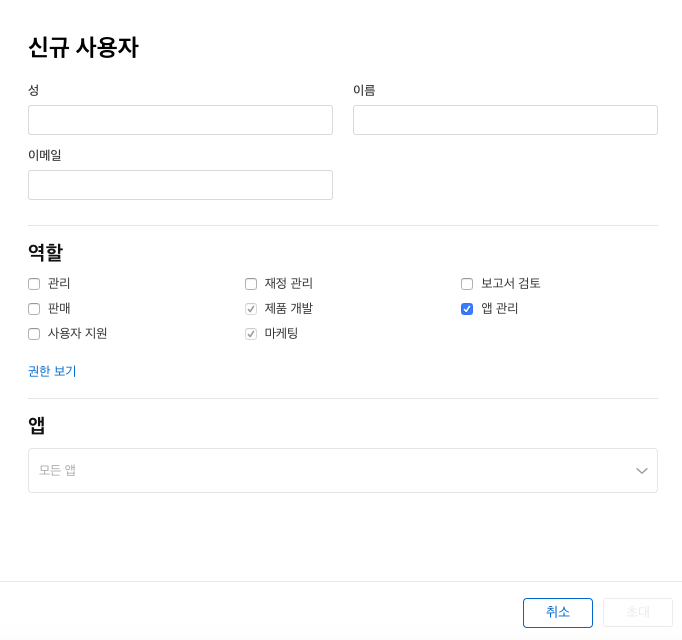 신규 사용자
성 이름
이메일
역할
관리 재정 관리 보고서 검토
판매 제품 개발 앱 관리
사용자 지원 마케팅
권한 보기
앱
모든 앱
취소 초대